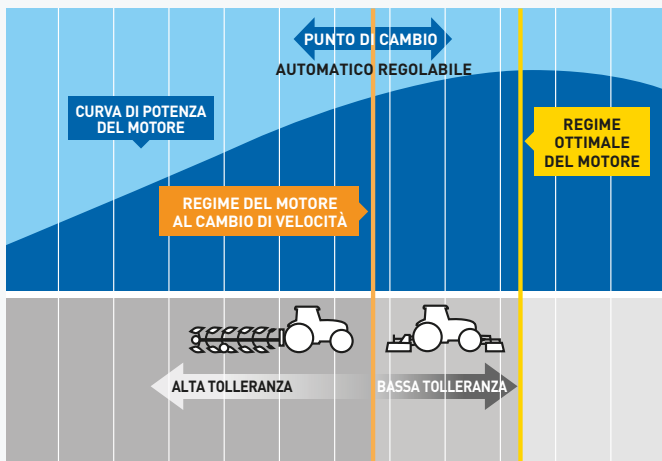 PUNTO DI CAMBIO
AUTOMATICO REGOLABILE
CURVA DI POTENZA
DEL MOTORE
REGIME
OTTIMALE
DEL MOTORE
REGIME DEL MOTORE
AL CAMBIO DI VELOCITÀ
ALTA TOLLERANZA
BASSA TOLLERANZA